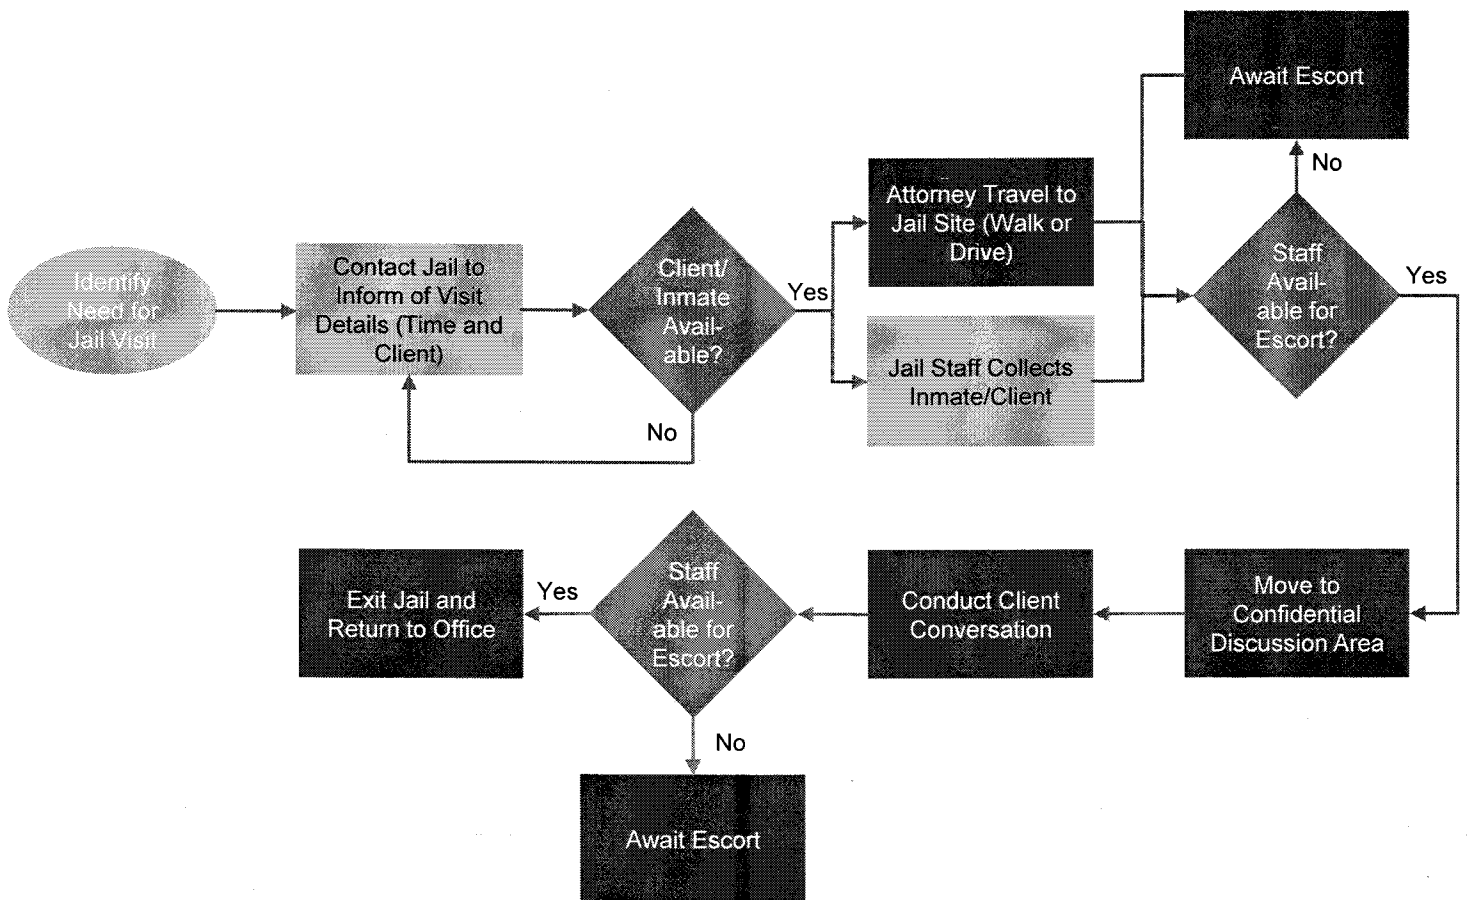 Identify
Need for
Jail Visit
Contact Jail to
Inform of Visit
Details (Time and
Client)
Client/
Inmate
Avail-
able?
No
Yes
Attorney Travel to
Jail Site (Walk or
Drive)
Jail Staff Collects
Inmate/Client
Await Escort
No
Staff
Avail-
able for
Escort?
Yes
Move to
Confidential
Discussion Area
Conduct Client
Conversation
Staff
Avail-
able for
Escort?
Yes
Exit Jail and
Return to Office
No
Await Escort